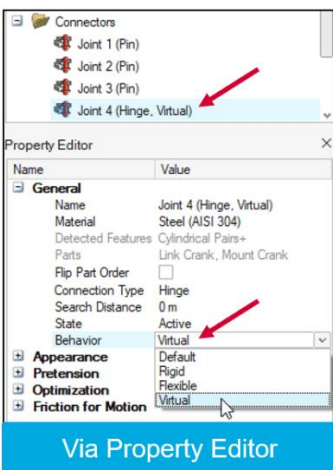 Connectors
Joint 1 (Pin)
Joint 2 (Pin)
Joint 3 (Pin)
Joint 4 (Hinge, Virtual)
Property Editor
Name Value
General
Name Joint 4 (Hinge, Virtual)
Material Steel (AISI 304)
Detected Features Cylindrical Pairs+
Parts Link Crank, Mount Crank
Flip Part Order
Connection Type Hinge
Search Distance 0 m
State Active
Behavior Virtual
Appearance Default
Pretension Rigid
Optimization Flexible
Friction for Motion Virtual
Via Property Editor